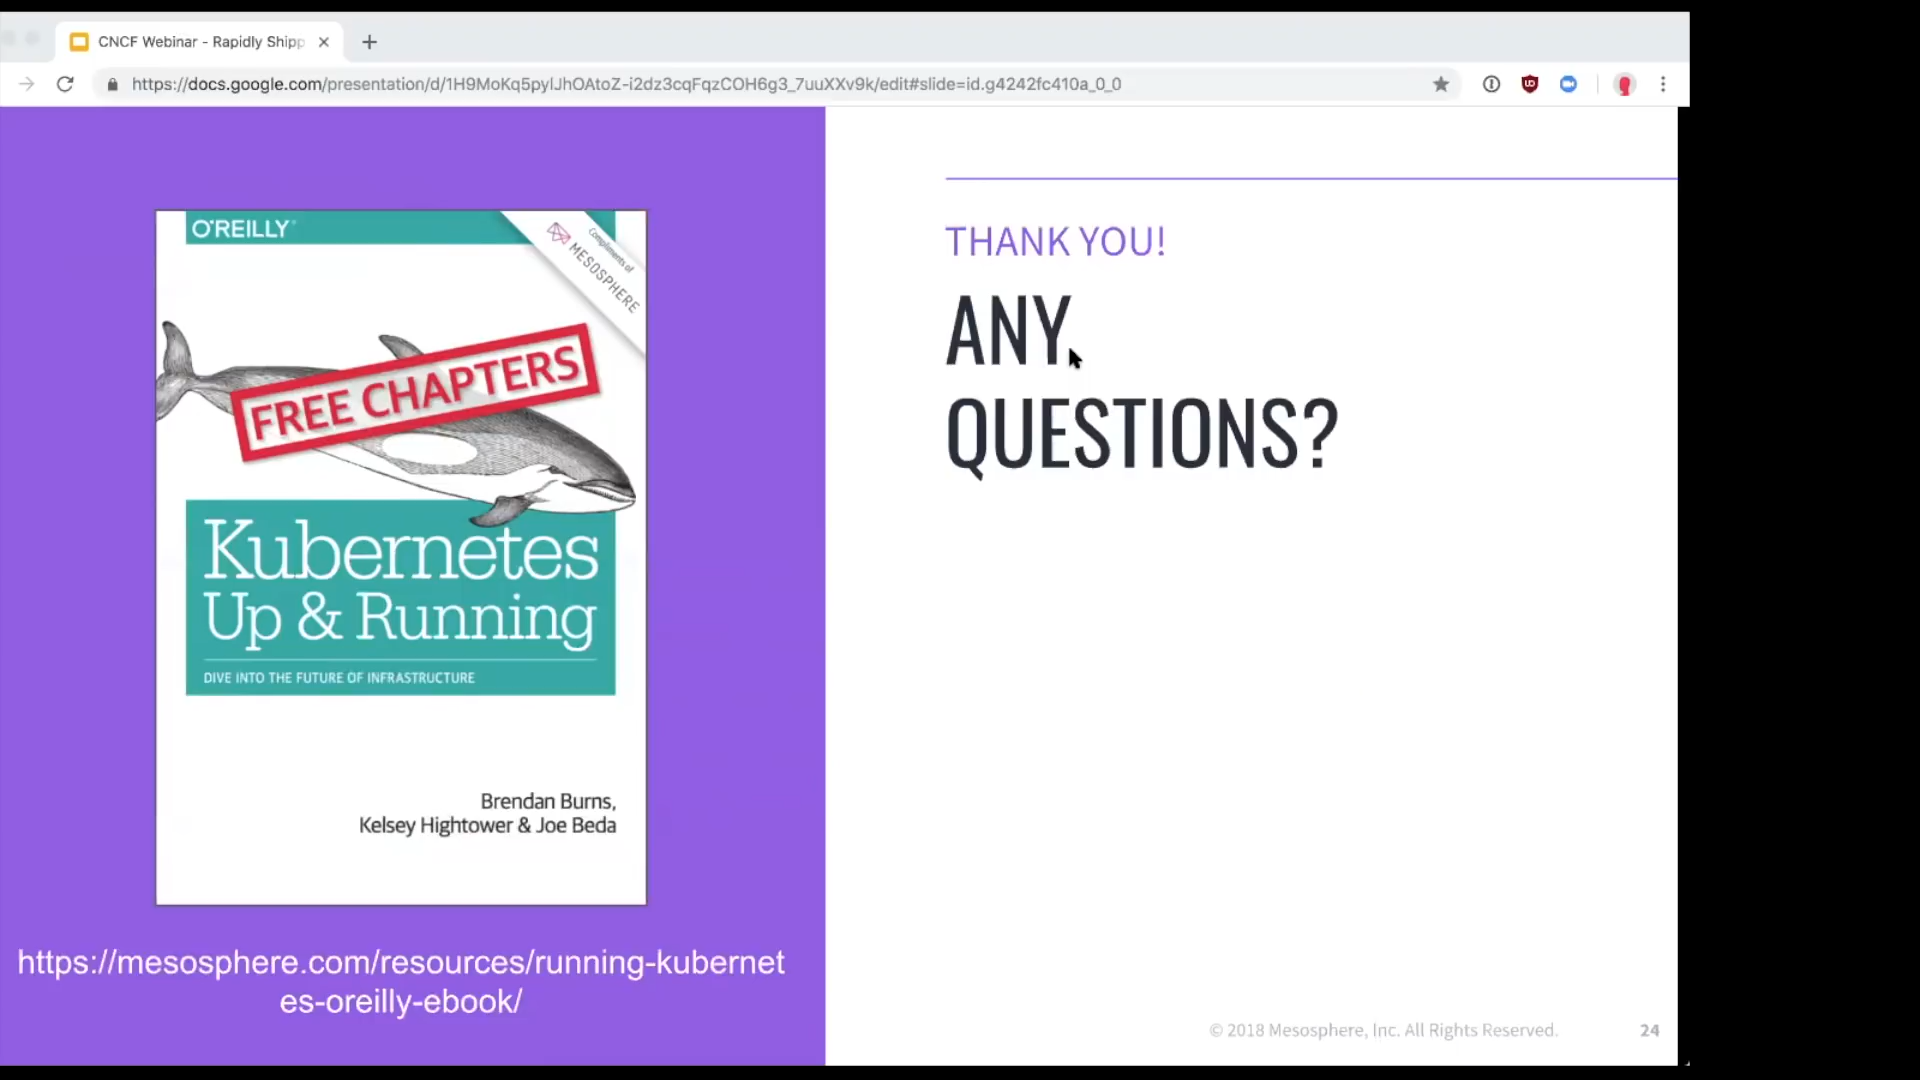 CNCF Webinar - Rapidly Shipp
https://docs.google.com/presentation/d/1H9MoKq5pylJhOAtoZ-i2dz3cqFqzCOH6g3_7uuXXv9k/edit#slide=id.g4242fc410a_0_0
O'REILLY®
Compliments of
MESOSPHERE
FREE CHAPTERS
Kubernetes
Up & Running
DIVE INTO THE FUTURE OF INFRASTRUCTURE
Brendan Burns,
Kelsey Hightower & Joe Beda
https://mesosphere.com/resources/running-kubernet
es-oreilly-ebook/
THANK YOU!
ANY
QUESTIONS?
© 2018 Mesosphere, Inc. All Rights Reserved.
24